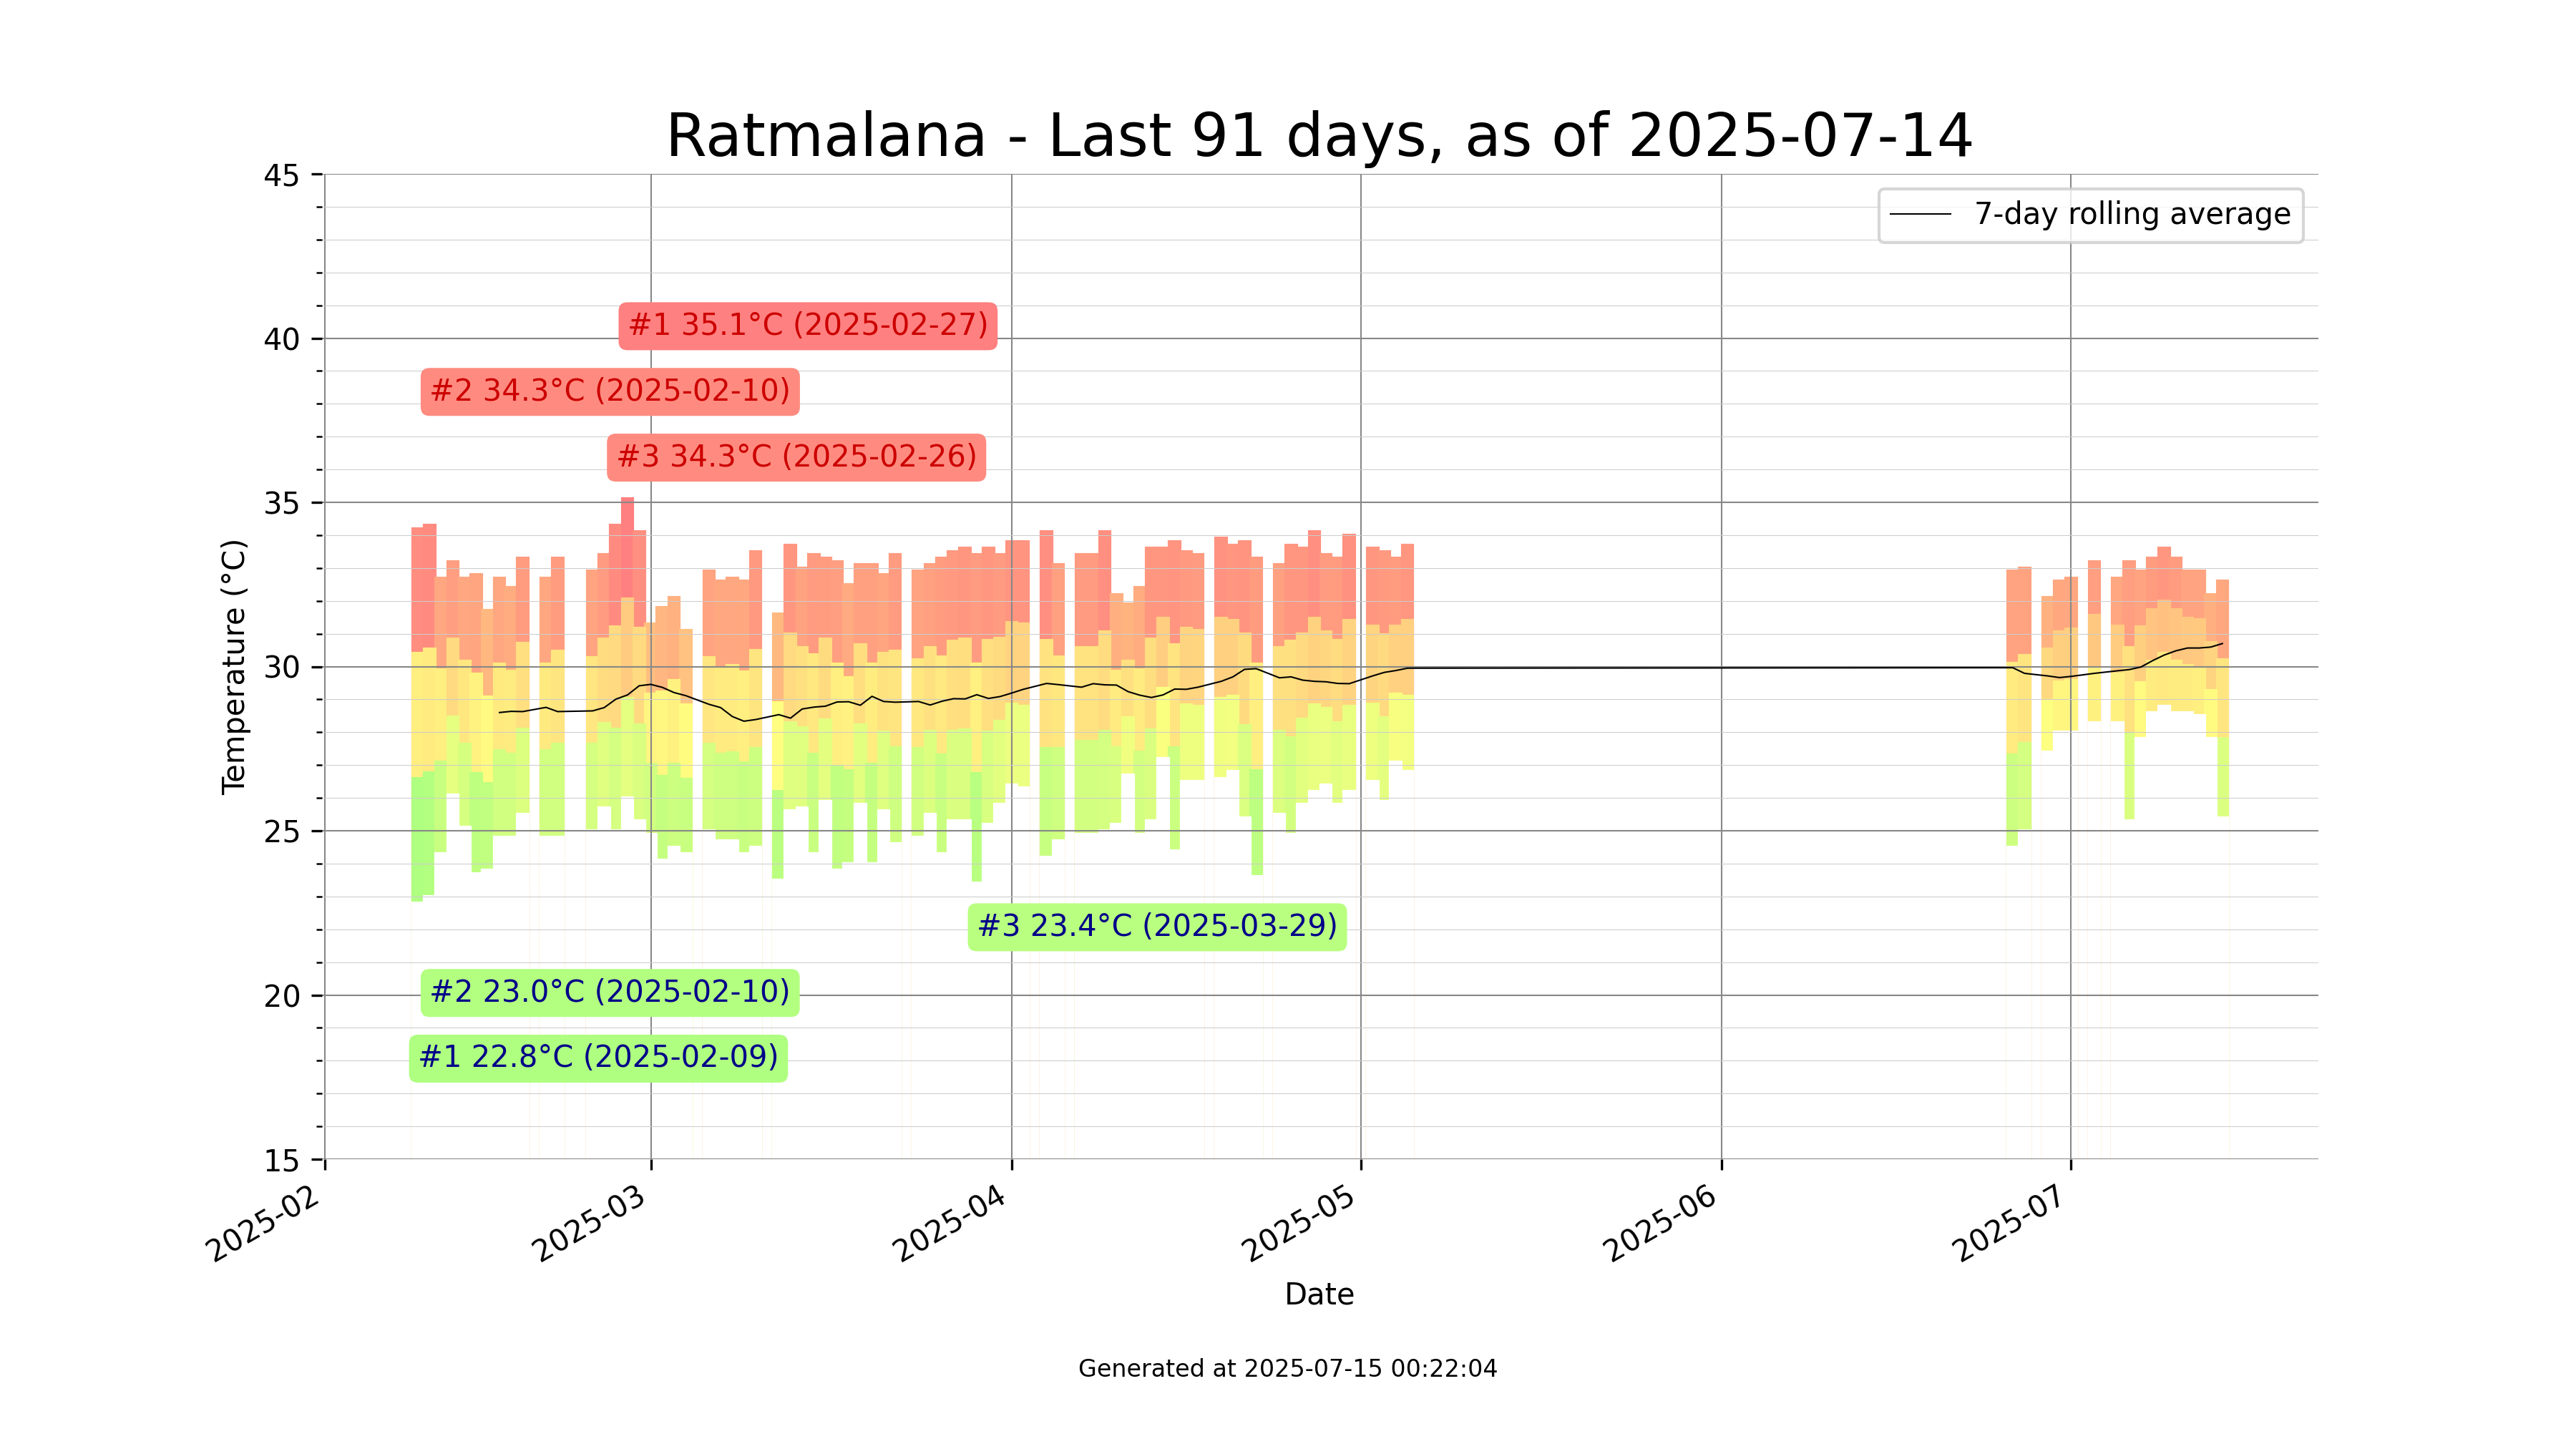 Ratmalana - Last 91 days, as of 2025-07-14
45
7-day rolling average
#1 35.1°C (2025-02-27)
40
#2 34.3°C (2025-02-10)
#3 34.3°C (2025-02-26)
35
30
Temperature (°C)
25
#3 23.4°C (2025-03-29)
20
#2 23.0°C (2025-02-10)
#1 22.8°C (2025-02-09)
15
2025-02
2025-03
2025-04
2025-05
2025-06
2025-07
Date
Generated at 2025-07-15 00:22:04